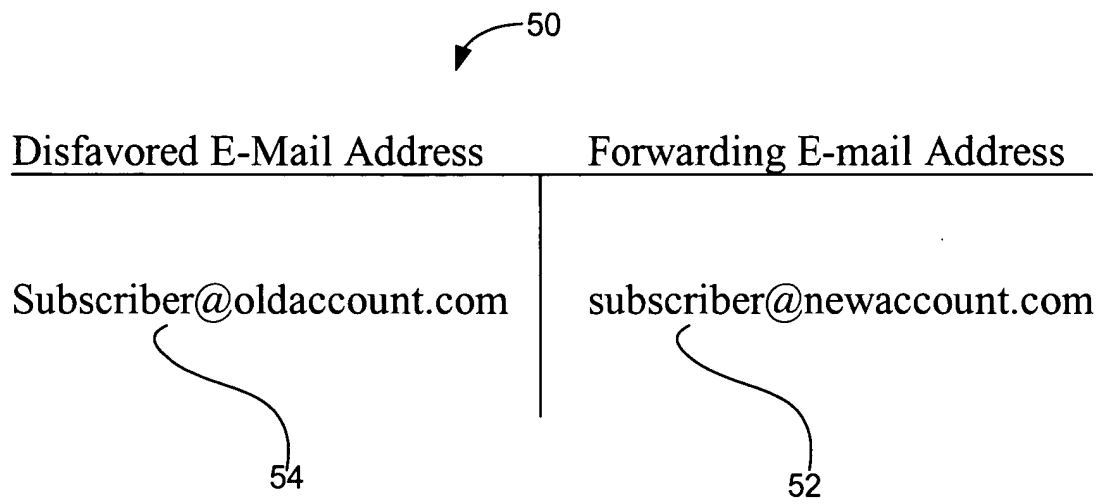 50
Disfavored E-Mail Address Forwarding E-mail Address
Subscriber@oldaccount.com subscriber@newaccount.com
54 52